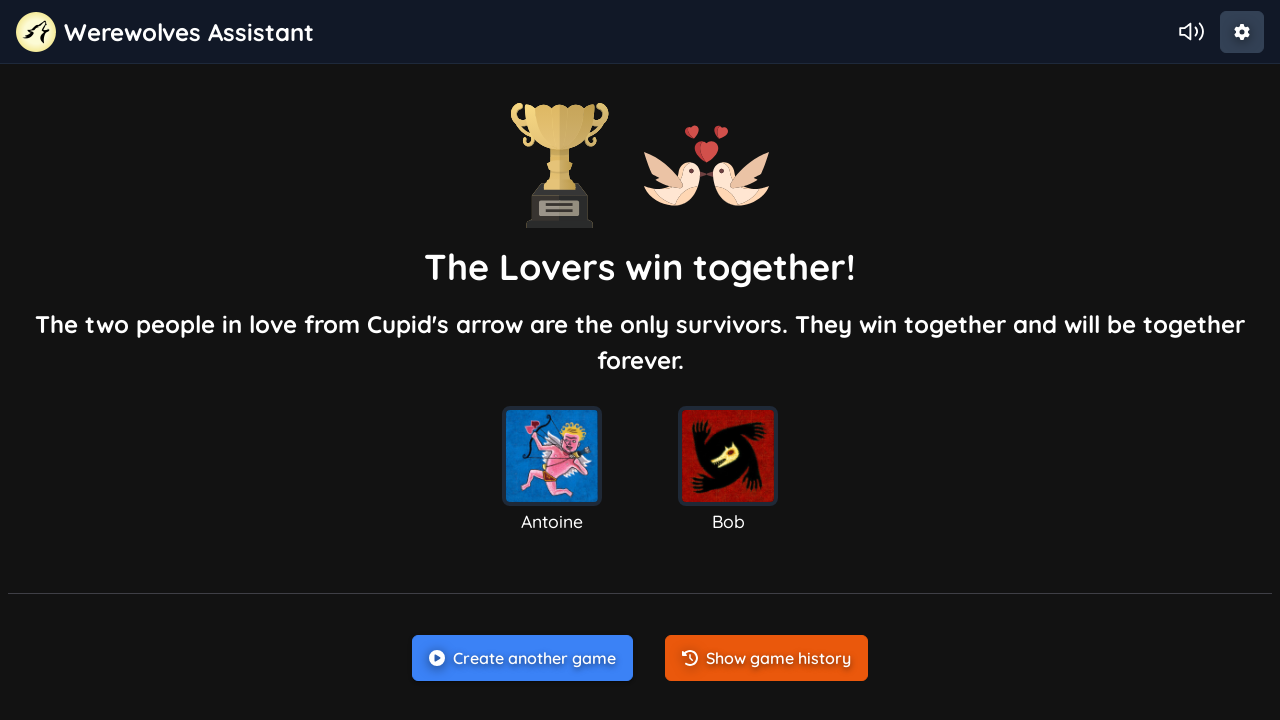 Werewolves Assistant
The Lovers win together!
The two people in love from Cupid's arrow are the only survivors. They win together and will be together
forever.
Antoine
Bob
Create another game
Show game history